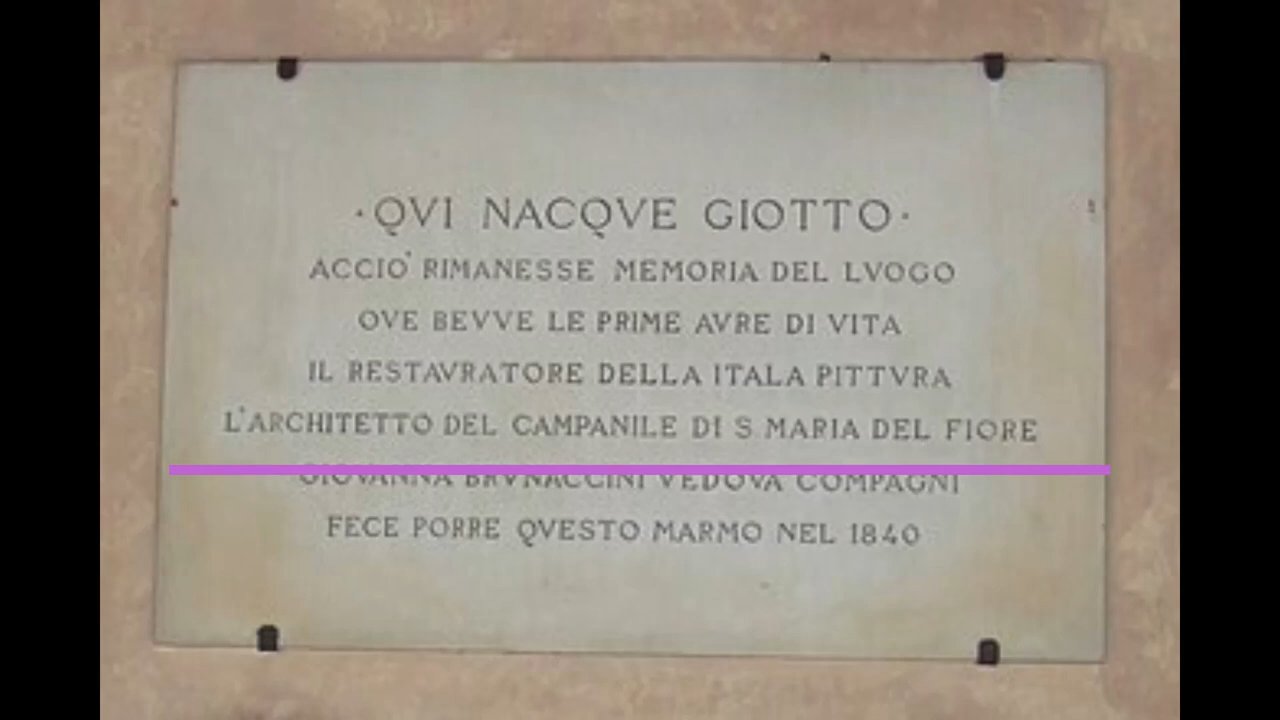 ·QVI NACQVE GIOTTO·
ACCIO' RIMANESSE MEMORIA DEL LVOGO
OVE BEVVE LE PRIME AVRE DI VITA
IL RESTAVRATORE DELLA ITALA PITTVRA
L'ARCHITETTO DEL CAMPANILE DI S MARIA DEL FIORE
GIOVANNA BRVNACCINI VEDOVA COMPAGNI
FECE PORRE QVESTO MARMO NEL 1840